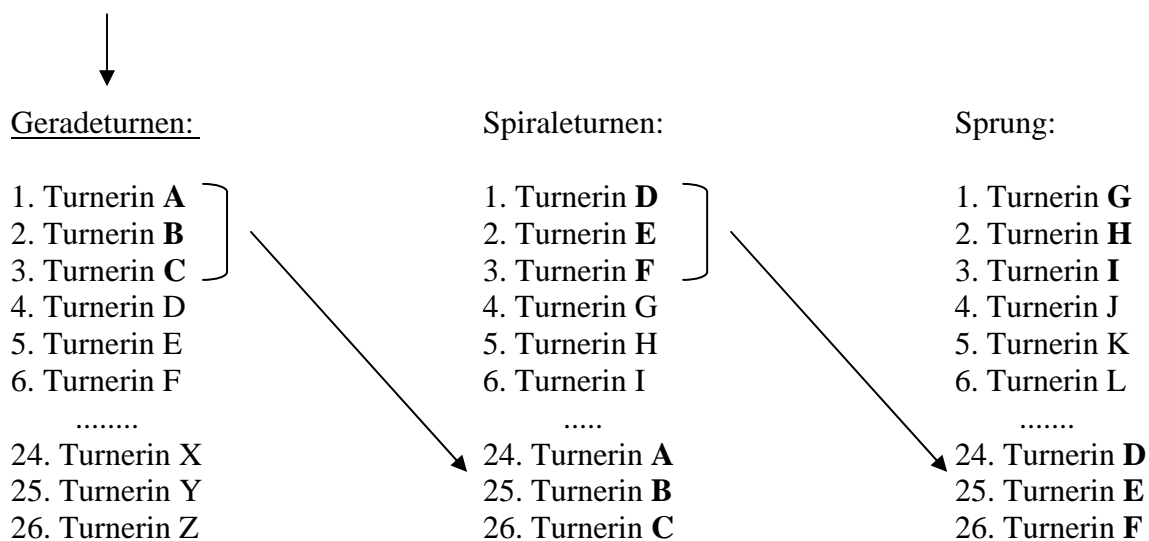 Geradeturnen:
1. Turnerin A
2. Turnerin B
3. Turnerin C
4. Turnerin D
5. Turnerin E
6. Turnerin F
........
24. Turnerin X
25. Turnerin Y
26. Turnerin Z
Spiraleturnen:
1. Turnerin D
2. Turnerin E
3. Turnerin F
4. Turnerin G
5. Turnerin H
6. Turnerin I
.....
24. Turnerin A
25. Turnerin B
26. Turnerin C
Sprung:
1. Turnerin G
2. Turnerin H
3. Turnerin I
4. Turnerin J
5. Turnerin K
6. Turnerin L
.......
24. Turnerin D
25. Turnerin E
26. Turnerin F